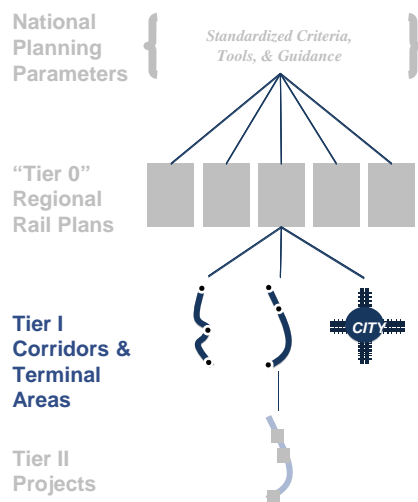 National
Planning
Parameters
Standardized Criteria,
Tools, & Guidance
“Tier 0”
Regional
Rail Plans
Tier I
Corridors &
Terminal
Areas
CITY
Tier II
Projects